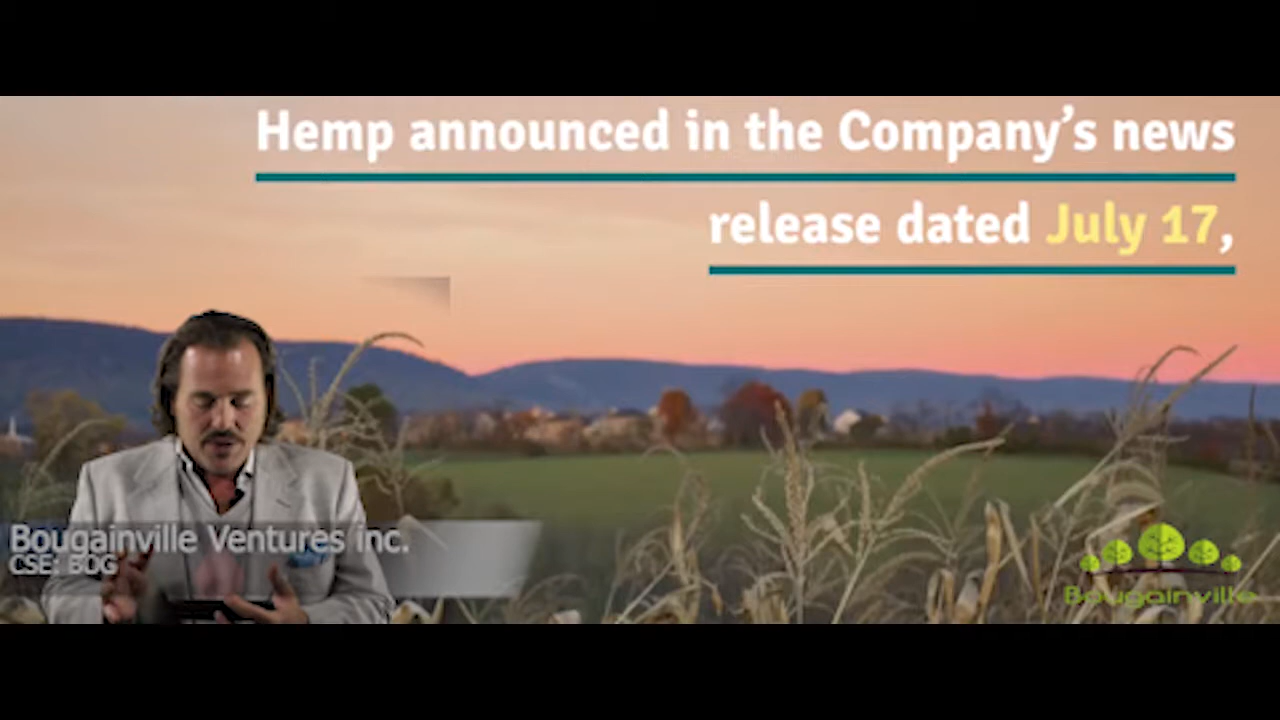 Hemp announced in the Company’s news
release dated July 17,
Bougainville Ventures inc.
CSE: BOG
Bougainville